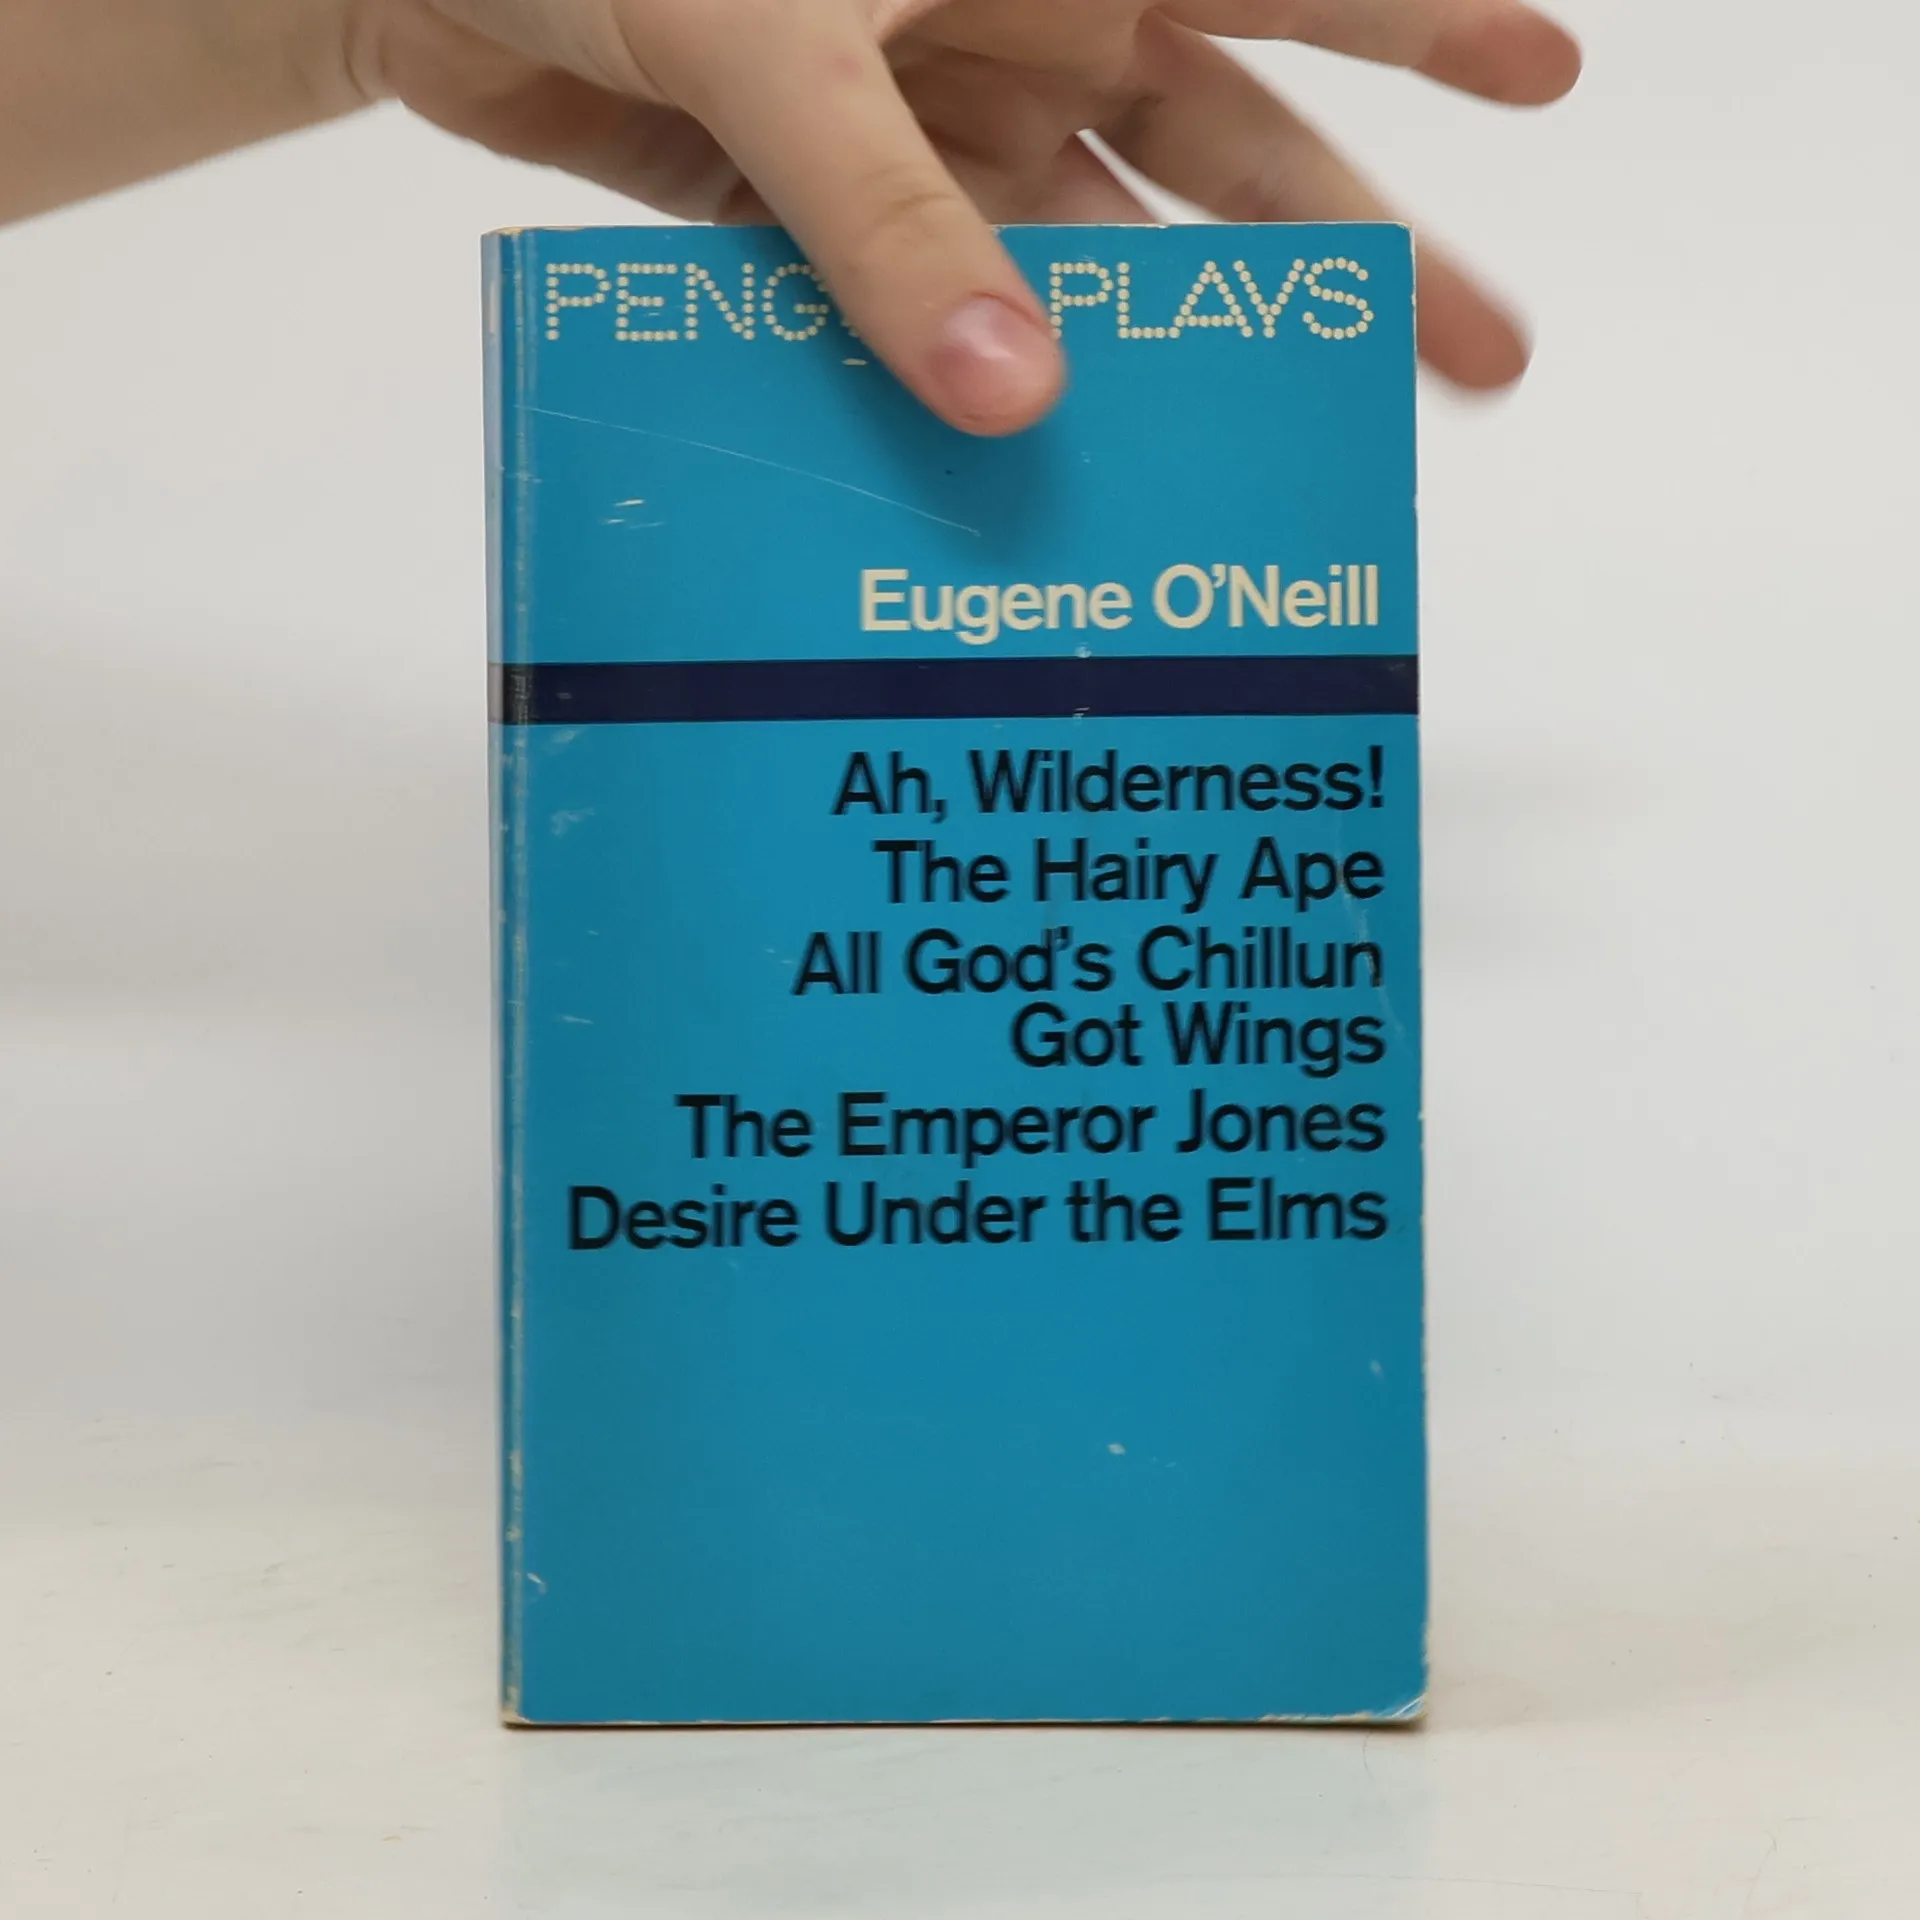 PENG PLAYS
Eugene O'Neill
Ah, Wilderness!
The Hairy Ape
All God's Chillun
Got Wings
The Emperor Jones
Desire Under the Elms